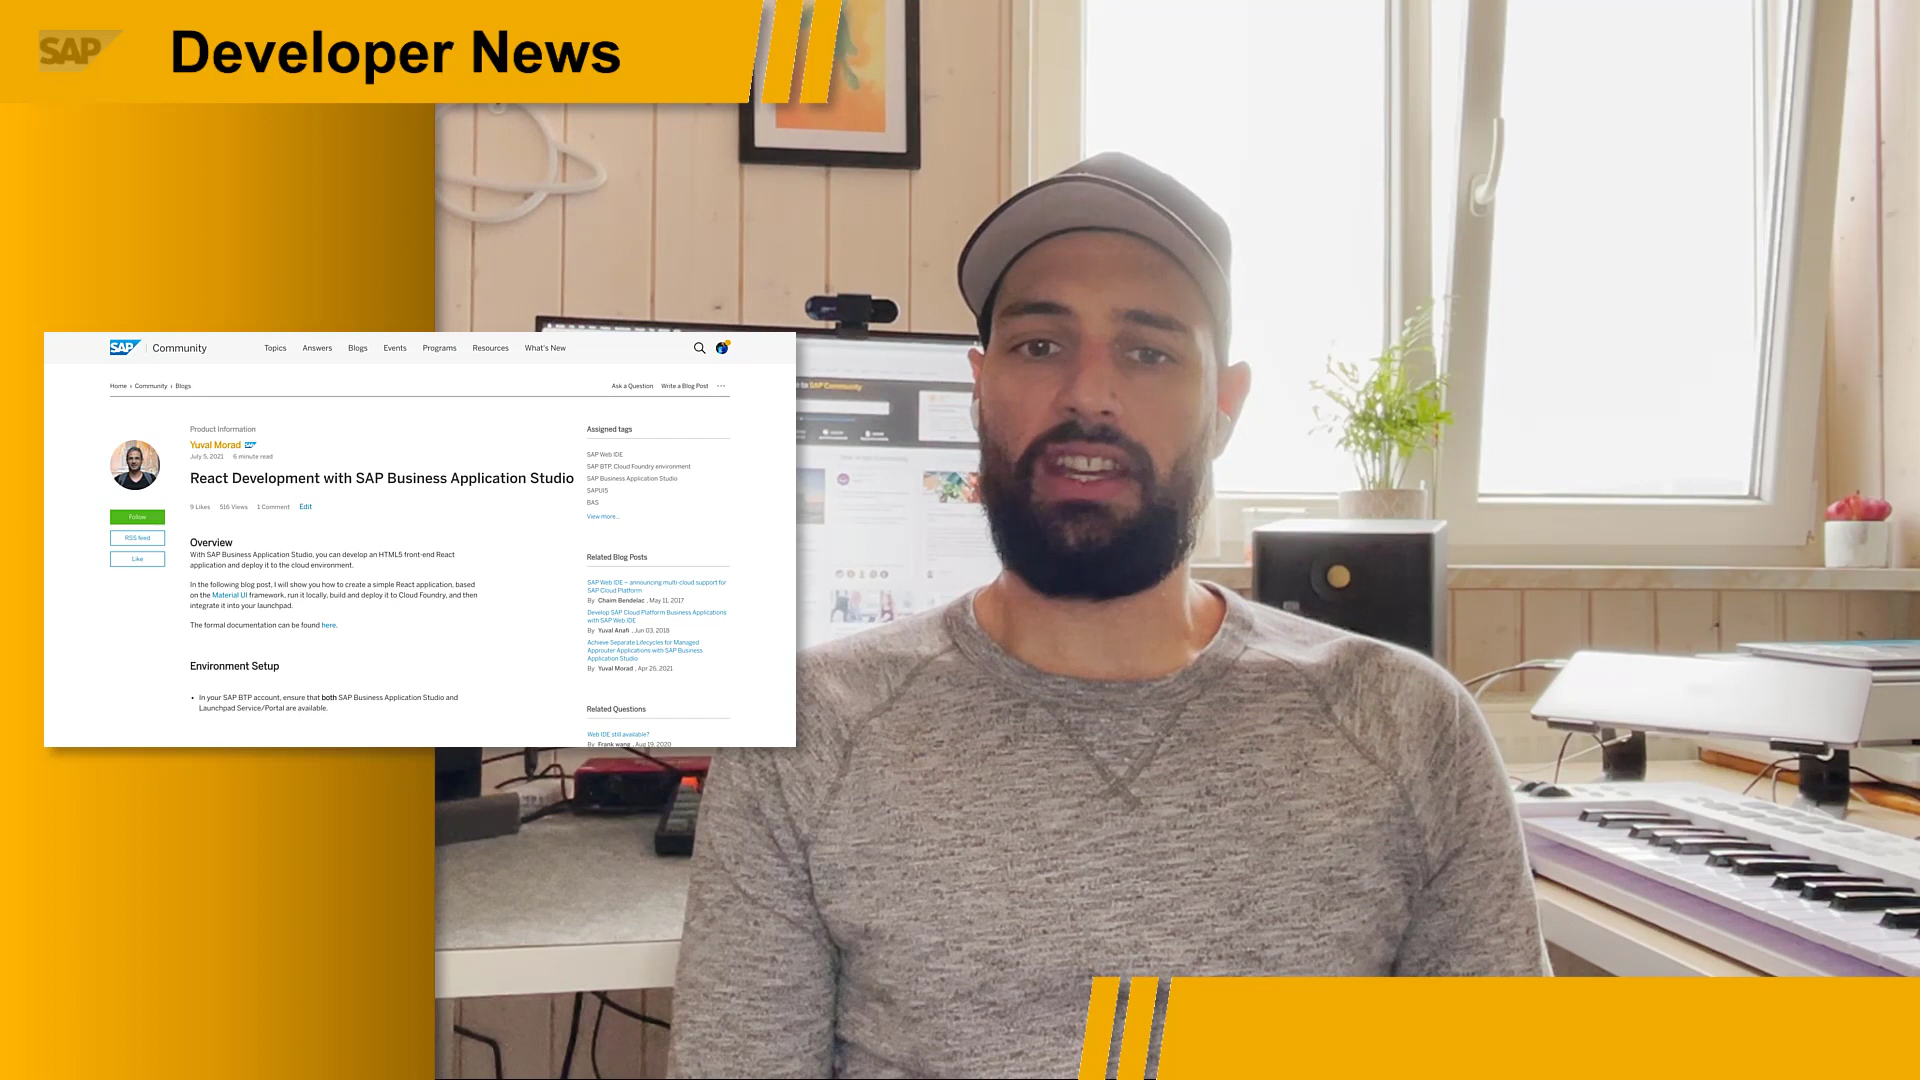 SAP
Developer News
SAP Community
Topics Answers Blogs Events Programs Resources What's New
Home › Community › Blogs
Ask a Question Write a Blog Post ...
Product Information
Yuval Morad SAP
July 5, 2021 6 minute read
React Development with SAP Business Application Studio
9 Likes 516 Views 1 Comment Edit
Follow
RSS feed
Like
Overview
With SAP Business Application Studio, you can develop an HTML5 front-end React
application and deploy it to the cloud environment.
In the following blog post, I will show you how to create a simple React application, based
on the Material UI framework, run it locally, build and deploy it to Cloud Foundry, and then
integrate it into your launchpad.
The formal documentation can be found here.
Environment Setup
• In your SAP BTP account, ensure that both SAP Business Application Studio and
Launchpad Service/Portal are available.
Assigned tags
SAP Web IDE
SAP BTP, Cloud Foundry environment
SAP Business Application Studio
SAPUI5
BAS
View more...
Related Blog Posts
SAP Web IDE – announcing multi-cloud support for
SAP Cloud Platform
By Chaim Bendelac , May 11, 2017
Develop SAP Cloud Platform Business Applications
with SAP Web IDE
By Yuval Anafi , Jun 03, 2018
Achieve Separate Lifecycles for Managed
Approuter Applications with SAP Business
Application Studio
By Yuval Morad , Apr 26, 2021
Related Questions
Web IDE still available?
By Frank wang , Aug 19, 2020
to SAP Community